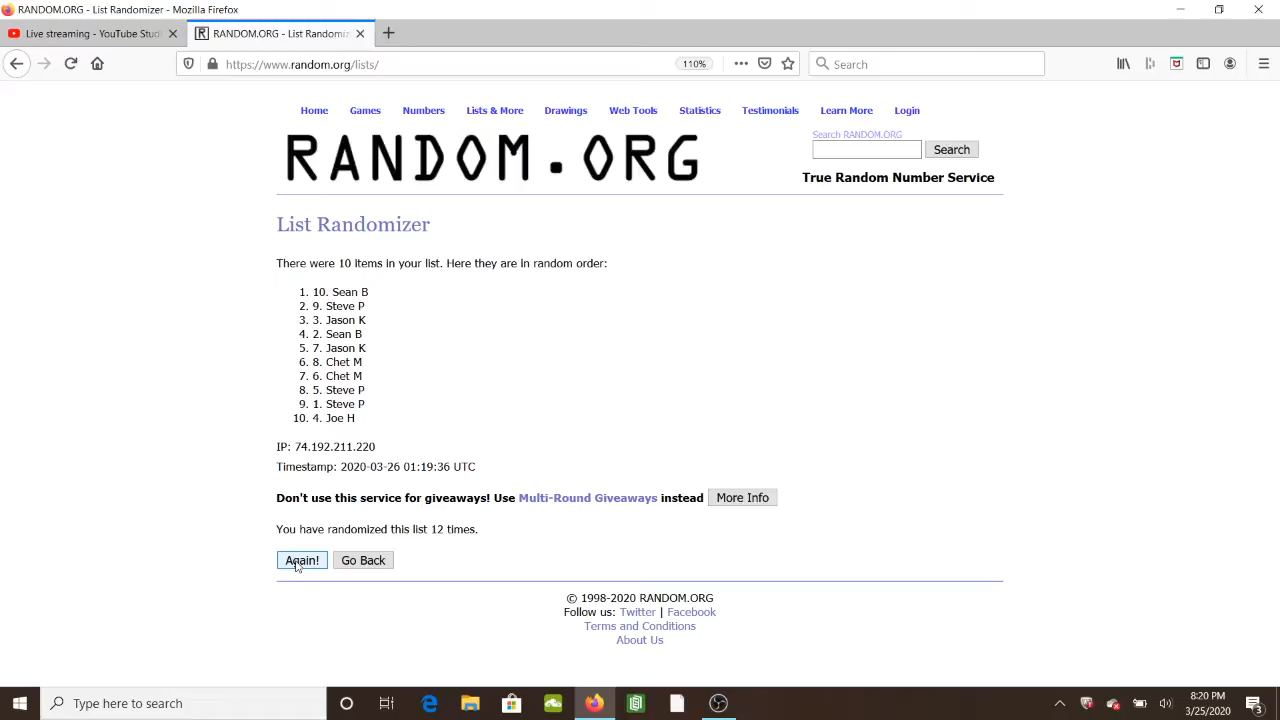 RANDOM.ORG - List Randomizer - Mozilla Firefox
Live streaming - YouTube Stud
RANDOM.ORG - List Randomiz
https://www.random.org/lists/
110%
Search
Home Games Numbers Lists & More Drawings Web Tools Statistics Testimonials Learn More Login
RANDOM.ORG
Search RANDOM.ORG
Search
True Random Number Service
List Randomizer
There were 10 items in your list. Here they are in random order:
1. 10. Sean B
2. 9. Steve P
3. 3. Jason K
4. 2. Sean B
5. 7. Jason K
6. 8. Chet M
7. 6. Chet M
8. 5. Steve P
9. 1. Steve P
10. 4. Joe H
IP: 74.192.211.220
Timestamp: 2020-03-26 01:19:36 UTC
Don't use this service for giveaways! Use Multi-Round Giveaways instead More Info
You have randomized this list 12 times.
Again! Go Back
© 1998-2020 RANDOM.ORG
Follow us: Twitter | Facebook
Terms and Conditions
About Us
Type here to search
8:20 PM
3/25/2020
3